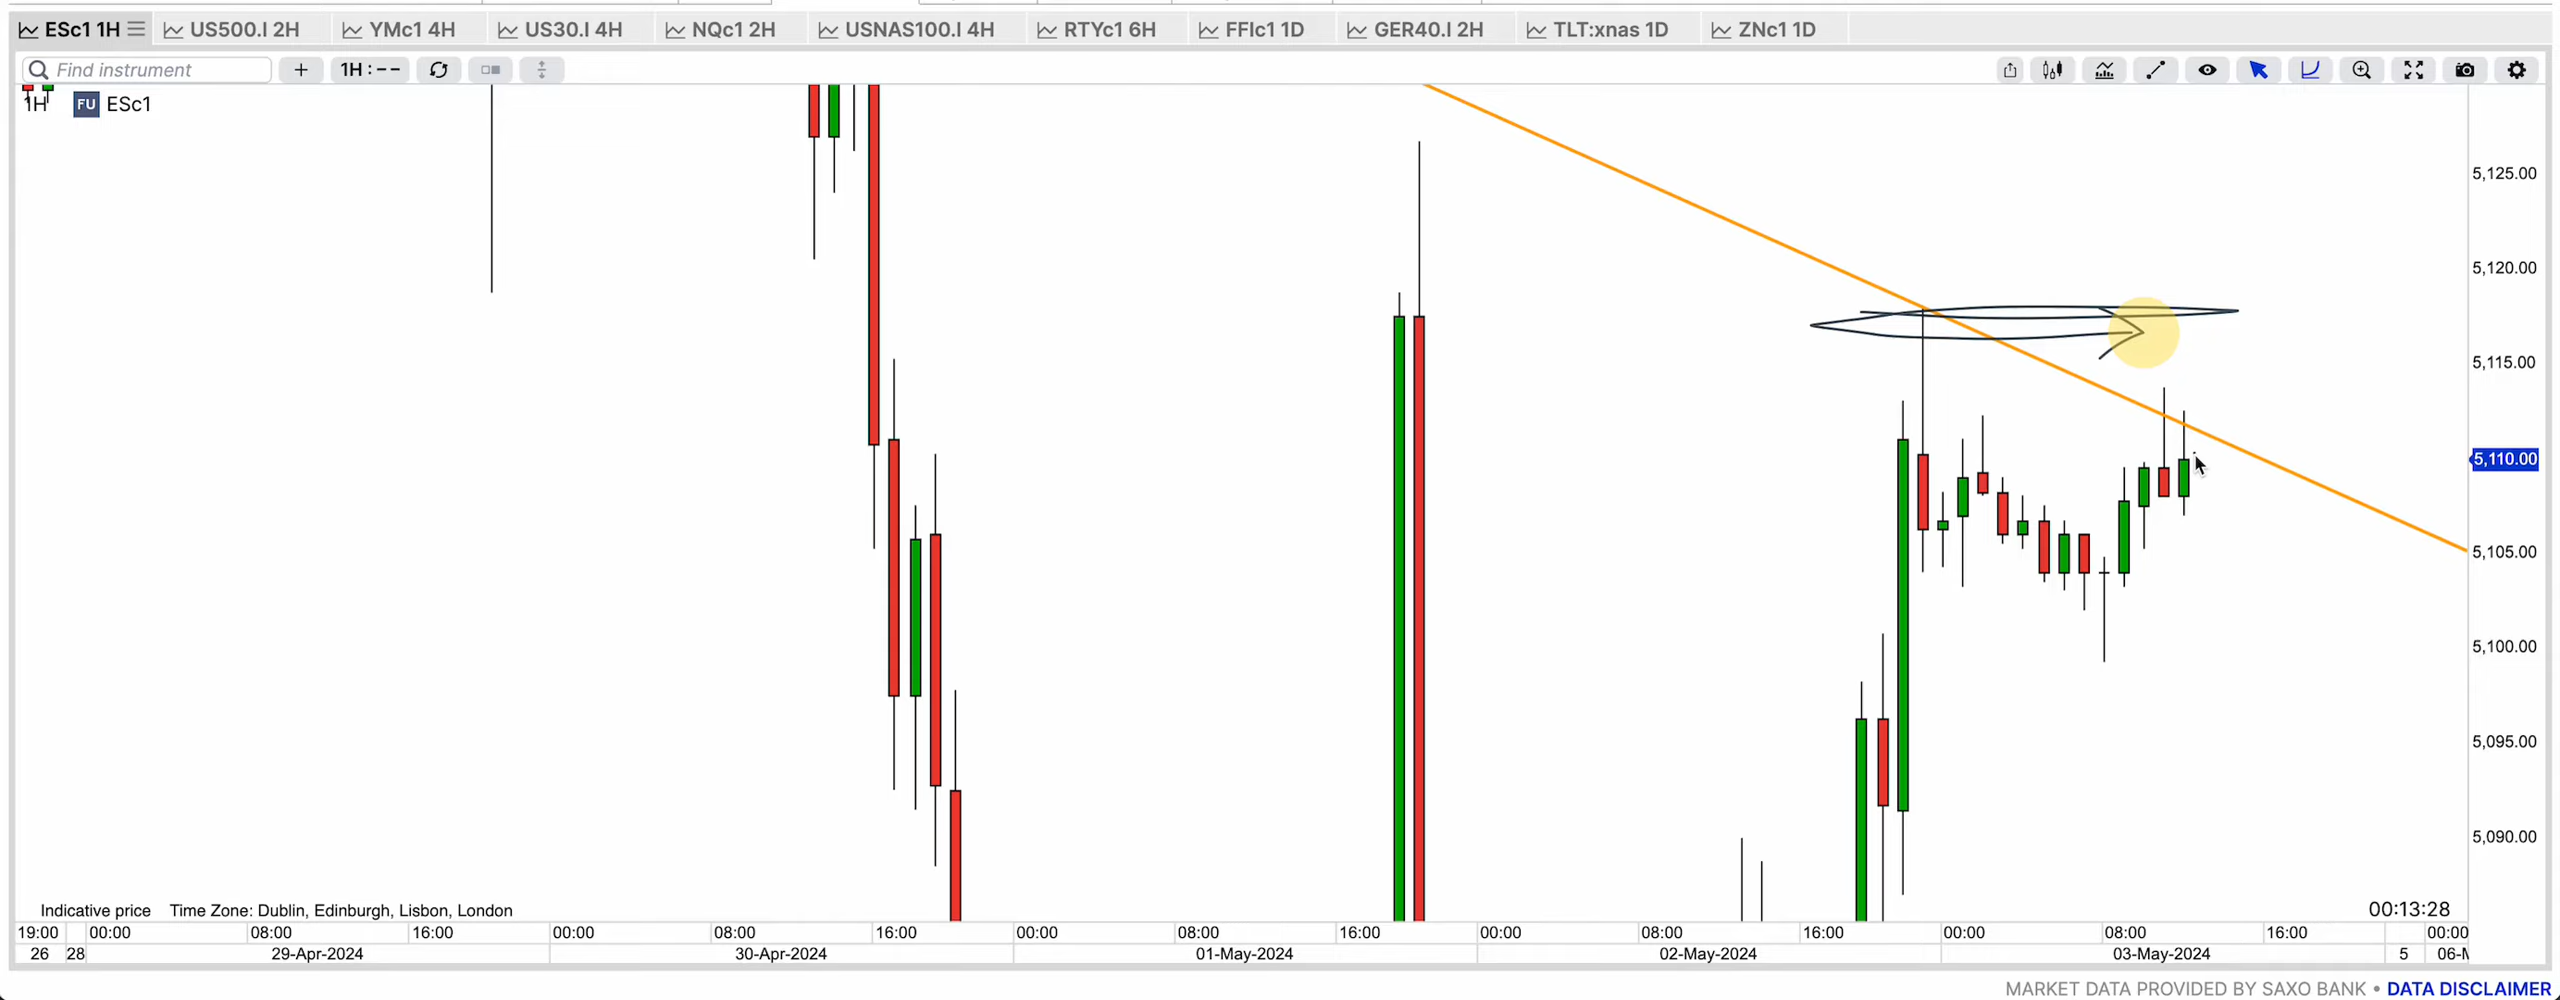 ESc1 1H US500.I 2H YMc1 4H US30.I 4H NQc1 2H USNAS100.I 4H RTYc1 6H FFIc1 1D GER40.I 2H TLT:xnas 1D ZNc1 1D
Find instrument + 1H : --
1H FU ESc1
5,125.00
5,120.00
5,115.00
5,110.00
5,105.00
5,100.00
5,095.00
5,090.00
Indicative price Time Zone: Dublin, Edinburgh, Lisbon, London 00:13:28
19:00 00:00 08:00 16:00 00:00 08:00 16:00 00:00 08:00 16:00 00:00 08:00 16:00 00:00 08:00 16:00 00:00
26 28 29-Apr-2024 30-Apr-2024 01-May-2024 02-May-2024 03-May-2024 5
MARKET DATA PROVIDED BY SAXO BANK • DATA DISCLAIMER